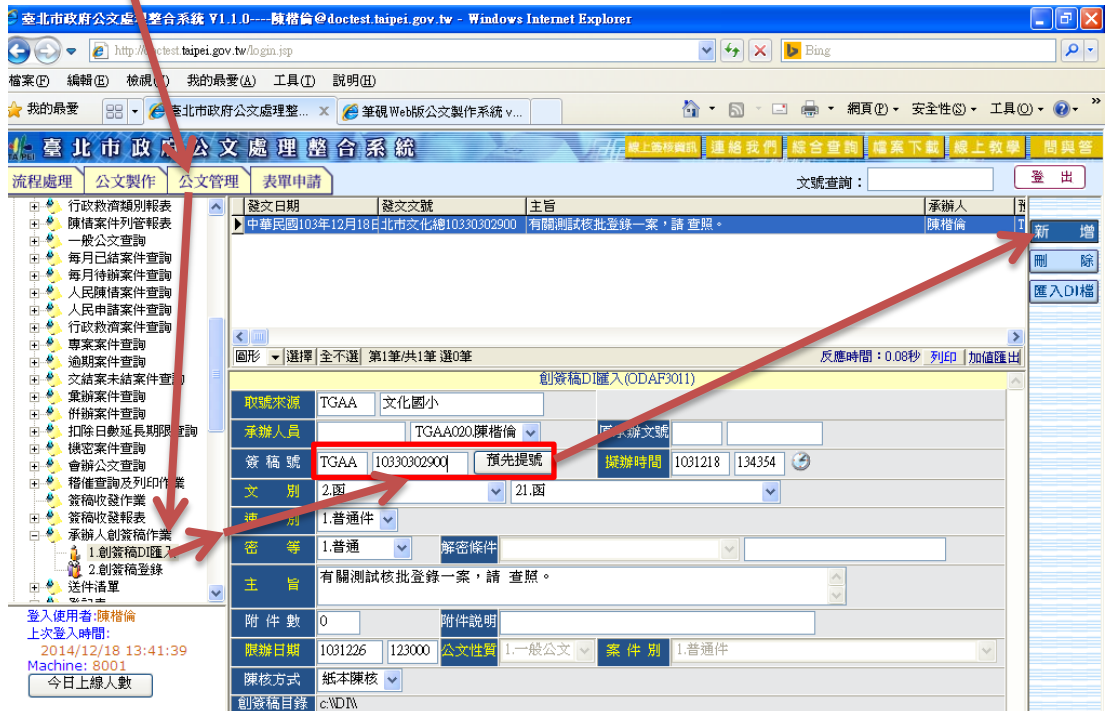 臺北市政府公文處理整合系統 V1.1.0----陳楷倫@doctest.taipei.gov.tw - Windows Internet Explorer
http://doctest.taipei.gov.tw/login.jsp
Bing
檔案(F) 編輯(E) 檢視(V) 我的最愛(A) 工具(T) 說明(H)
我的最愛 臺北市政府公文處理整... 筆硯Web版公文製作系統 v... 網頁(P) 安全性(S) 工具(O)
臺北市政府公文處理整合系統 線上簽核資訊 連絡我們 綜合查詢 檔案下載 線上教學 問與答
流程處理 公文製作 公文管理 表單申請 文號查詢： 登 出
行政救濟類別報表
陳情案件列管報表
一般公文查詢
每月已結案件查詢
每月待辦案件查詢
人民陳情案件查詢
人民申請案件查詢
行政救濟案件查詢
專案案件查詢
逾期案件查詢
交結案未結案件查詢
彙辦案件查詢
併辦案件查詢
扣除日數延長期限查詢
機密案件查詢
會辦公文查詢
稽催查詢及列印作業
簽稿收發作業
簽稿收發報表
承辦人創簽稿作業
1.創簽稿DI匯入
2.創簽稿登錄
送件清單
登入使用者:陳楷倫
上次登入時間:
2014/12/18 13:41:39
Machine: 8001
今日上線人數
發文日期 發文文號 主旨 承辦人
中華民國103年12月18日 北市文化總10330302900 有關測試核批登錄一案，請 查照。 陳楷倫
新 增
刪 除
匯入DI檔
圖形 選擇 全不選 第1筆/共1筆 選0筆 反應時間：0.08秒 列印 加值匯出
創簽稿DI匯入(ODAF3011)
取號來源 TGAA 文化國小
承辦人員 TGAA020.陳楷倫 原承辦文號
簽 稿 號 TGAA 10330302900 預先提號 擬辦時間 1031218 134354
文 別 2.函 21.函
速 別 1.普通件
密 等 1.普通 解密條件
主 旨 有關測試核批登錄一案，請 查照。
附 件 數 0 附件說明
限辦日期 1031226 123000 公文性質 1.一般公文 案 件 別 1.普通件
陳核方式 紙本陳核
創簽稿目錄 c:\\DI\\